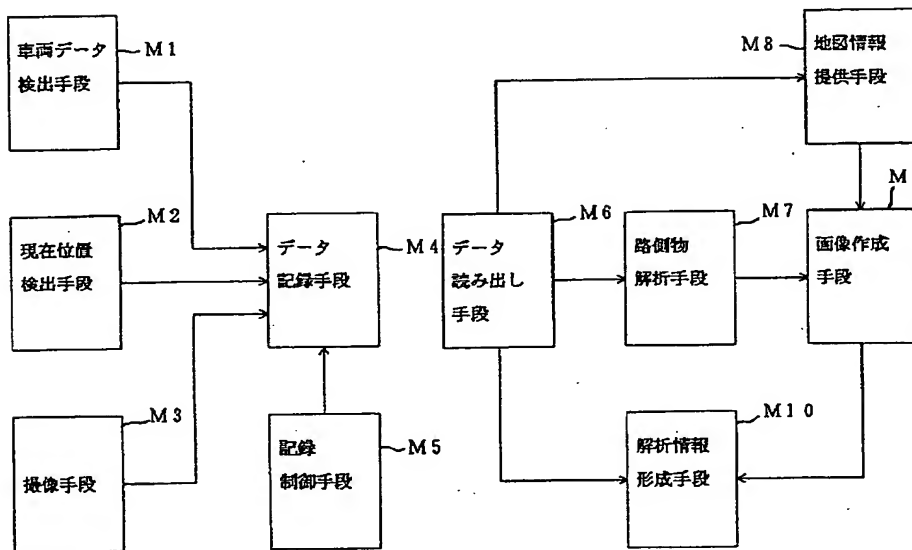 車両データ
検出手段
M1
現在位置
検出手段
M2
撮像手段
M3
データ
記録手段
M4
記録
制御手段
M5
データ
読み出し
手段
M6
路側物
解析手段
M7
地図情報
提供手段
M8
画像作成
手段
M
解析情報
形成手段
M10